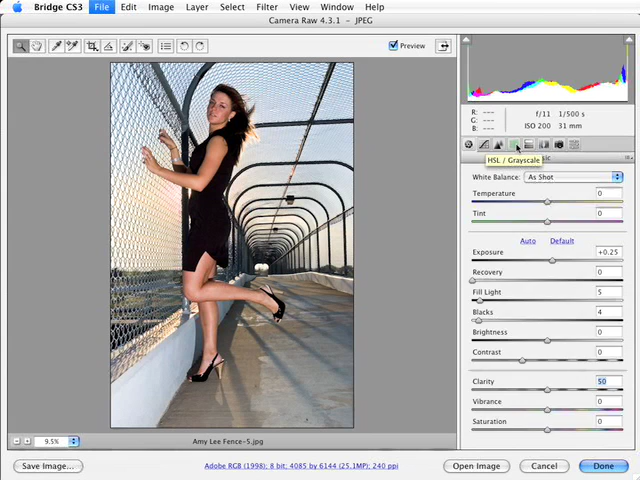 Bridge CS3 File Edit Image Layer Select Filter View Window Help
Camera Raw 4.3.1 – JPEG
Preview
R: ---
G: ---
B: ---
f/11 1/500 s
ISO 200 31 mm
HSL / Grayscale
White Balance: As Shot
Temperature 0
Tint 0
Auto Default
Exposure +0.25
Recovery 0
Fill Light 5
Blacks 4
Brightness 0
Contrast 0
Clarity 50
Vibrance 0
Saturation 0
9.5% Amy Lee Fence-5.jpg
Save Image... Adobe RGB (1998); 8 bit; 4085 by 6144 (25.1MP); 240 ppi Open Image Cancel Done